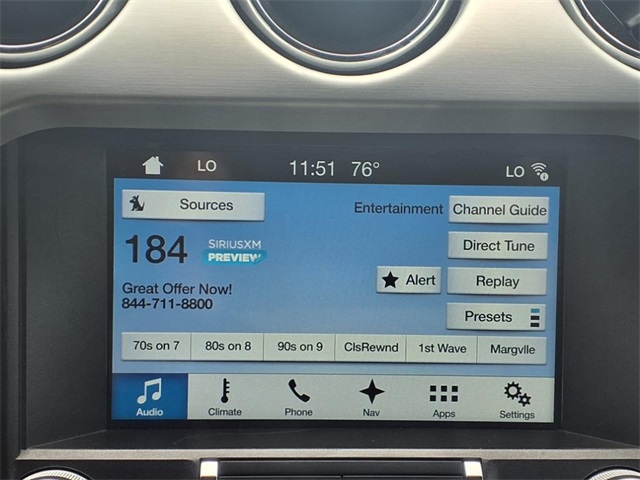 LO 11:51 76° LO
Sources
Entertainment Channel Guide
184 SIRIUSXM
PREVIEW
Direct Tune
Alert Replay
Great Offer Now!
844-711-8800
Presets
70s on 7 80s on 8 90s on 9 ClsRewnd 1st Wave Margvlle
Audio Climate Phone Nav Apps Settings